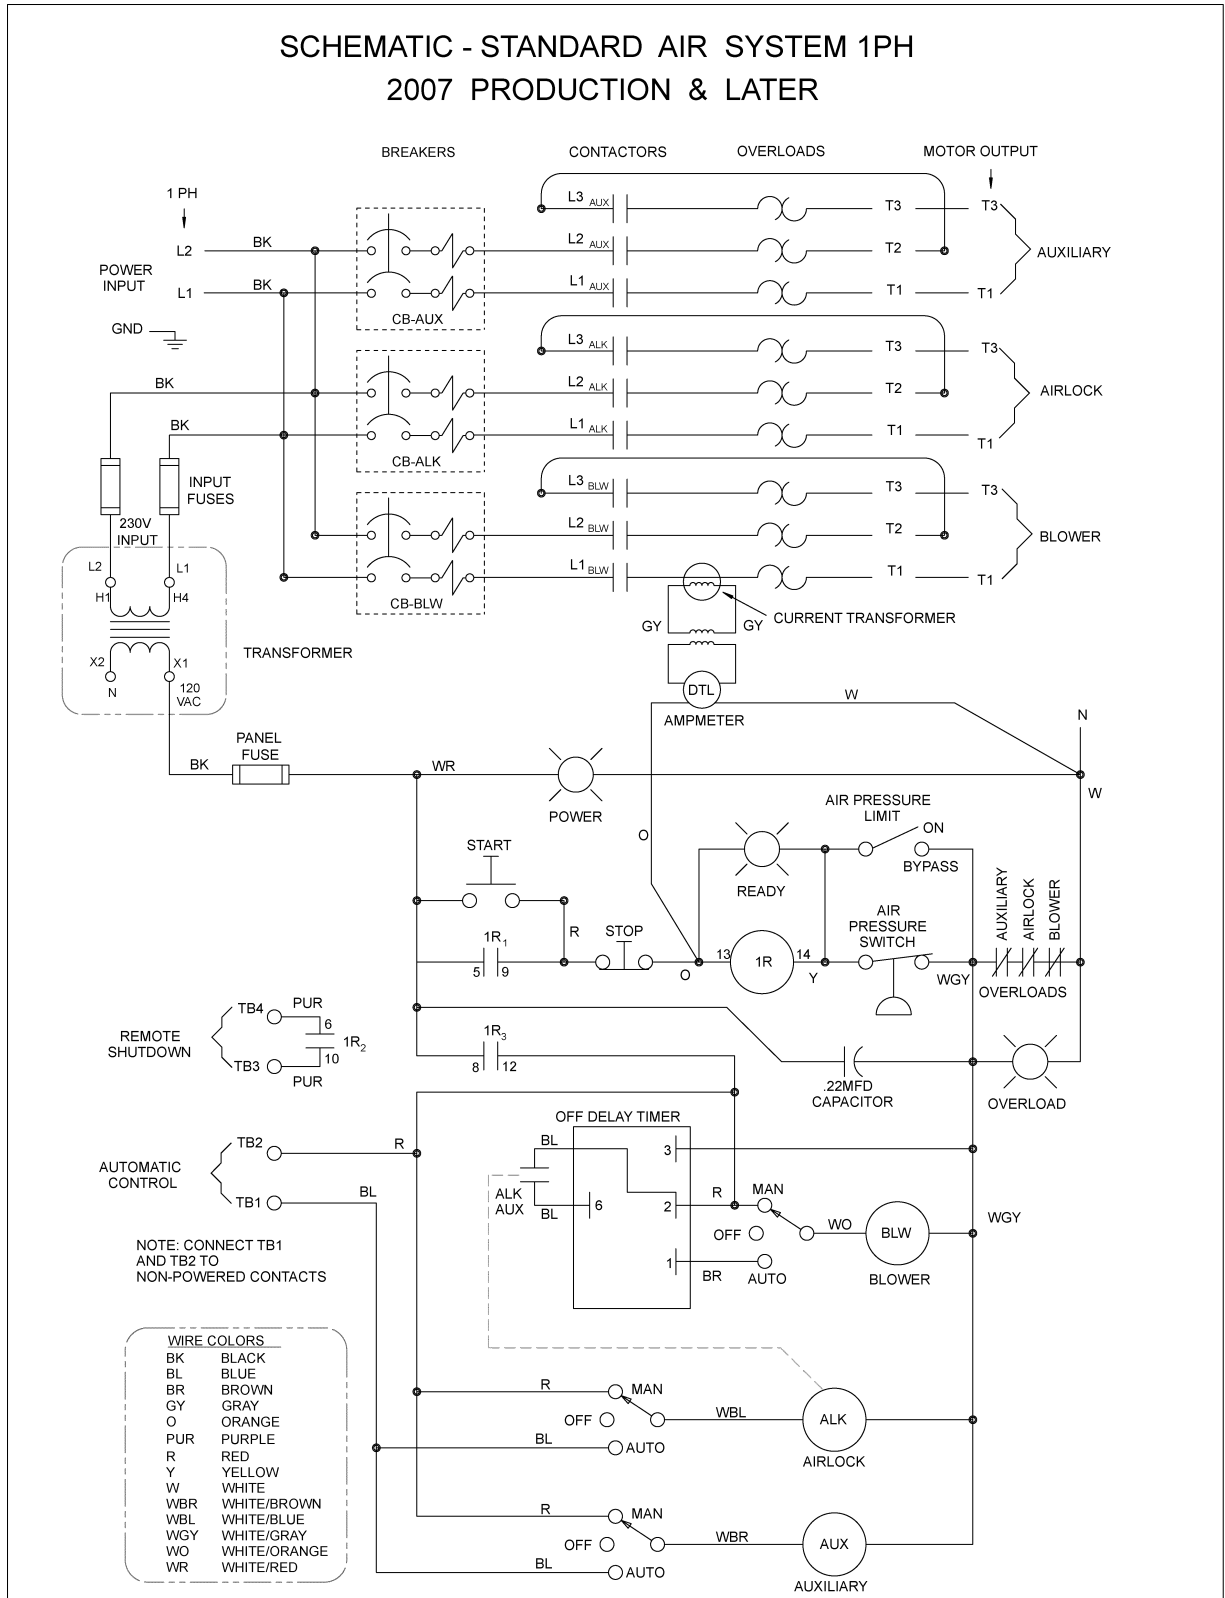 SCHEMATIC - STANDARD AIR SYSTEM 1PH
2007 PRODUCTION & LATER
BREAKERS
CONTACTORS
OVERLOADS
MOTOR OUTPUT
1 PH
L3 AUX
T3
T3
L2
BK
L2 AUX
T2
AUXILIARY
POWER
INPUT
L1
BK
L1 AUX
T1
T1
CB-AUX
GND
L3 ALK
T3
T3
BK
L2 ALK
T2
AIRLOCK
BK
L1 ALK
T1
T1
CB-ALK
INPUT
FUSES
L3 BLW
T3
T3
230V
INPUT
L2 BLW
T2
BLOWER
L2
L1
L1 BLW
T1
T1
H1
H4
CB-BLW
CURRENT TRANSFORMER
GY
GY
TRANSFORMER
X2
X1
N
120
VAC
DTL
AMPMETER
W
N
PANEL
FUSE
BK
WR
POWER
W
O
AIR PRESSURE
LIMIT
ON
BYPASS
START
READY
AUXILIARY
AIRLOCK
BLOWER
AIR
PRESSURE
SWITCH
R
STOP
1R1
5
9
O
13
1R
14
Y
WGY
OVERLOADS
TB4
PUR
6
1R2
10
REMOTE
SHUTDOWN
TB3
PUR
1R3
8
12
.22MFD
CAPACITOR
OVERLOAD
OFF DELAY TIMER
BL
3
TB2
R
AUTOMATIC
CONTROL
ALK
AUX
TB1
BL
BL
6
2
R
MAN
OFF
WO
BLW
WGY
1
BR
AUTO
BLOWER
NOTE: CONNECT TB1
AND TB2 TO
NON-POWERED CONTACTS
WIRE COLORS
BK BLACK
BL BLUE
BR BROWN
GY GRAY
O ORANGE
PUR PURPLE
R RED
Y YELLOW
W WHITE
WBR WHITE/BROWN
WBL WHITE/BLUE
WGY WHITE/GRAY
WO WHITE/ORANGE
WR WHITE/RED
R
MAN
OFF
WBL
ALK
BL
AUTO
AIRLOCK
R
MAN
OFF
WBR
AUX
BL
AUTO
AUXILIARY